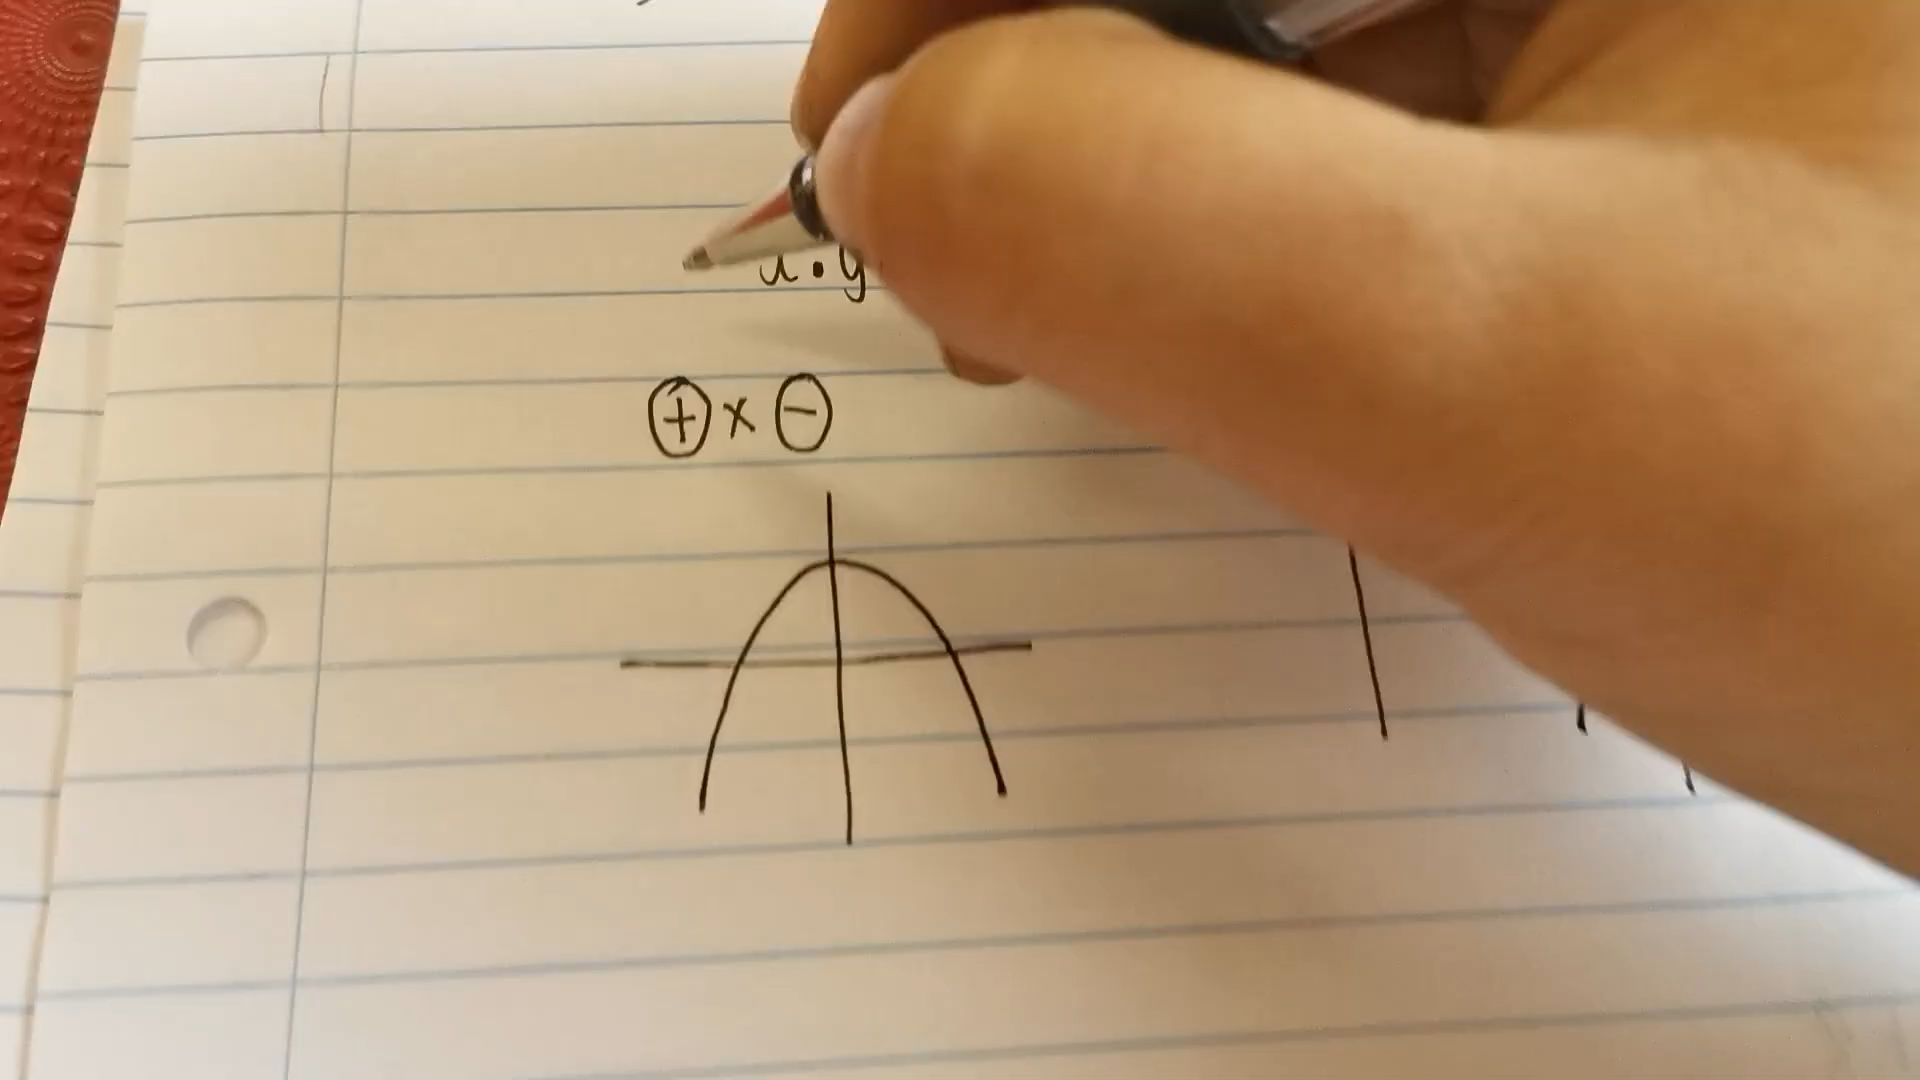 x • y
⊕ x ⊖